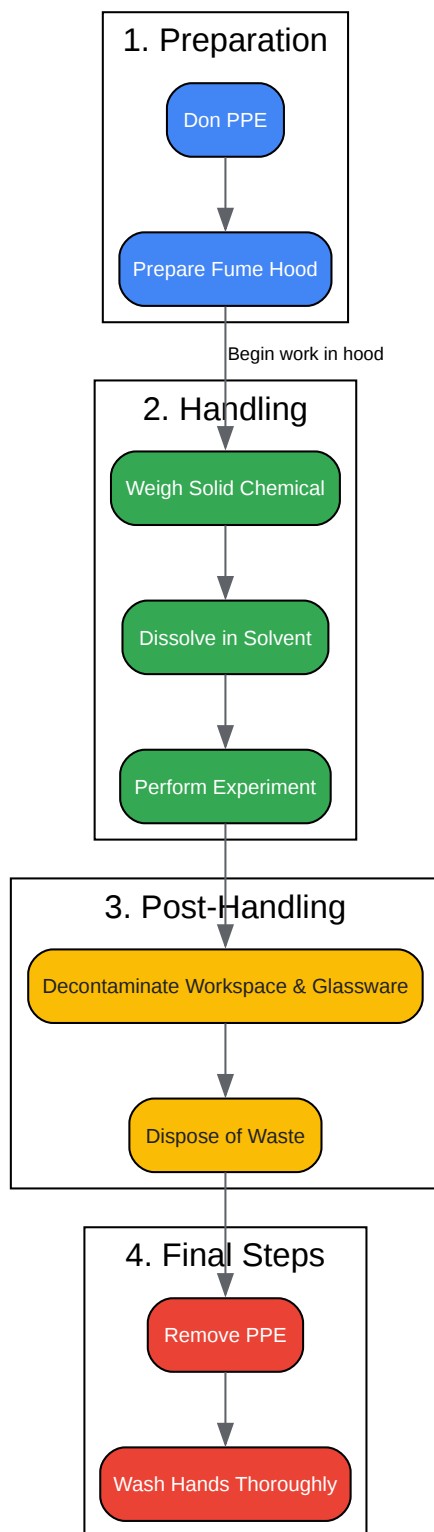 1. Preparation
Don PPE
Prepare Fume Hood
Begin work in hood
2. Handling
Weigh Solid Chemical
Dissolve in Solvent
Perform Experiment
3. Post-Handling
Decontaminate Workspace & Glassware
Dispose of Waste
4. Final Steps
Remove PPE
Wash Hands Thoroughly